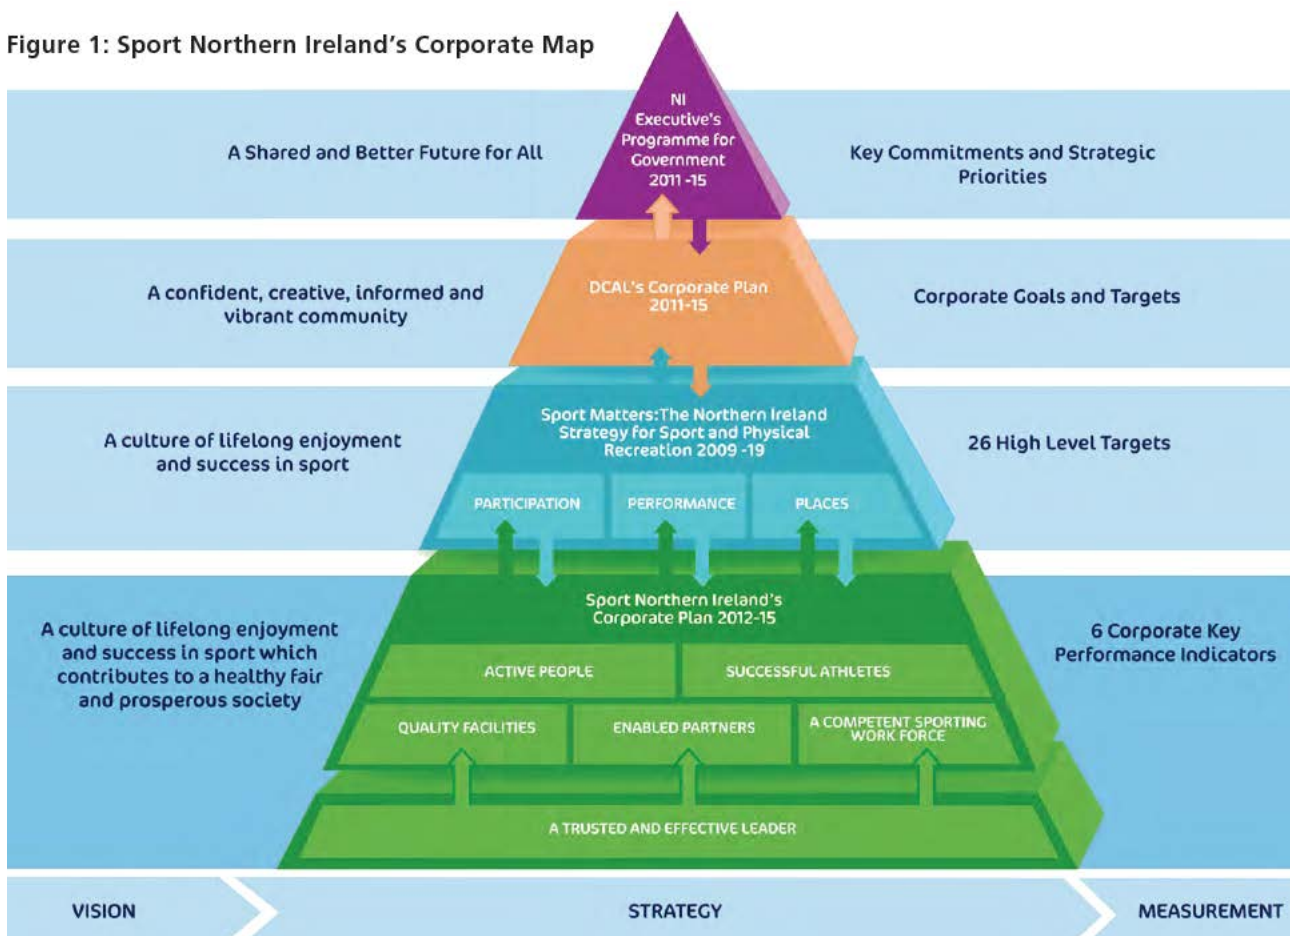 Figure 1: Sport Northern Ireland's Corporate Map
A Shared and Better Future for All
NI
Executive's
Programme for
Government
2011 -15
Key Commitments and Strategic
Priorities
A confident, creative, informed and
vibrant community
DCAL's Corporate Plan
2011-15
Corporate Goals and Targets
A culture of lifelong enjoyment
and success in sport
Sport Matters:The Northern Ireland
Strategy for Sport and Physical
Recreation 2009 -19
PARTICIPATION
PERFORMANCE
PLACES
26 High Level Targets
A culture of lifelong enjoyment
and success in sport which
contributes to a healthy fair
and prosperous society
Sport Northern Ireland's
Corporate Plan 2012-15
ACTIVE PEOPLE
SUCCESSFUL ATHLETES
QUALITY FACILITIES
ENABLED PARTNERS
A COMPETENT SPORTING
WORK FORCE
A TRUSTED AND EFFECTIVE LEADER
6 Corporate Key
Performance Indicators
VISION
STRATEGY
MEASUREMENT